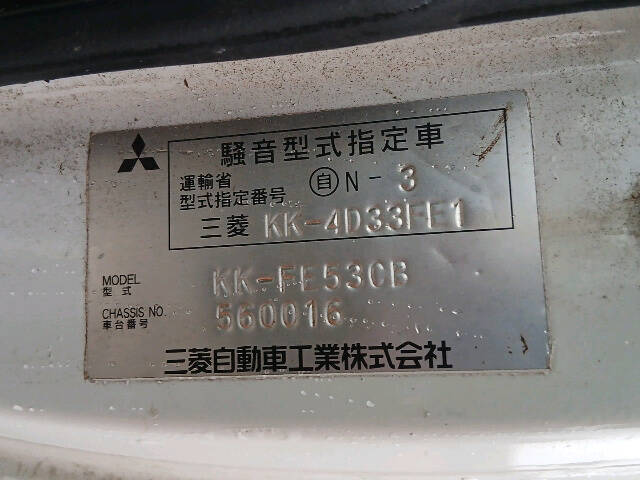 騒音型式指定車
運輸省
型式指定番号 自N-3
三菱 KK-4D33FE1
MODEL
型式 KK-FE53CB
CHASSIS NO.
車台番号 560016
三菱自動車工業株式会社